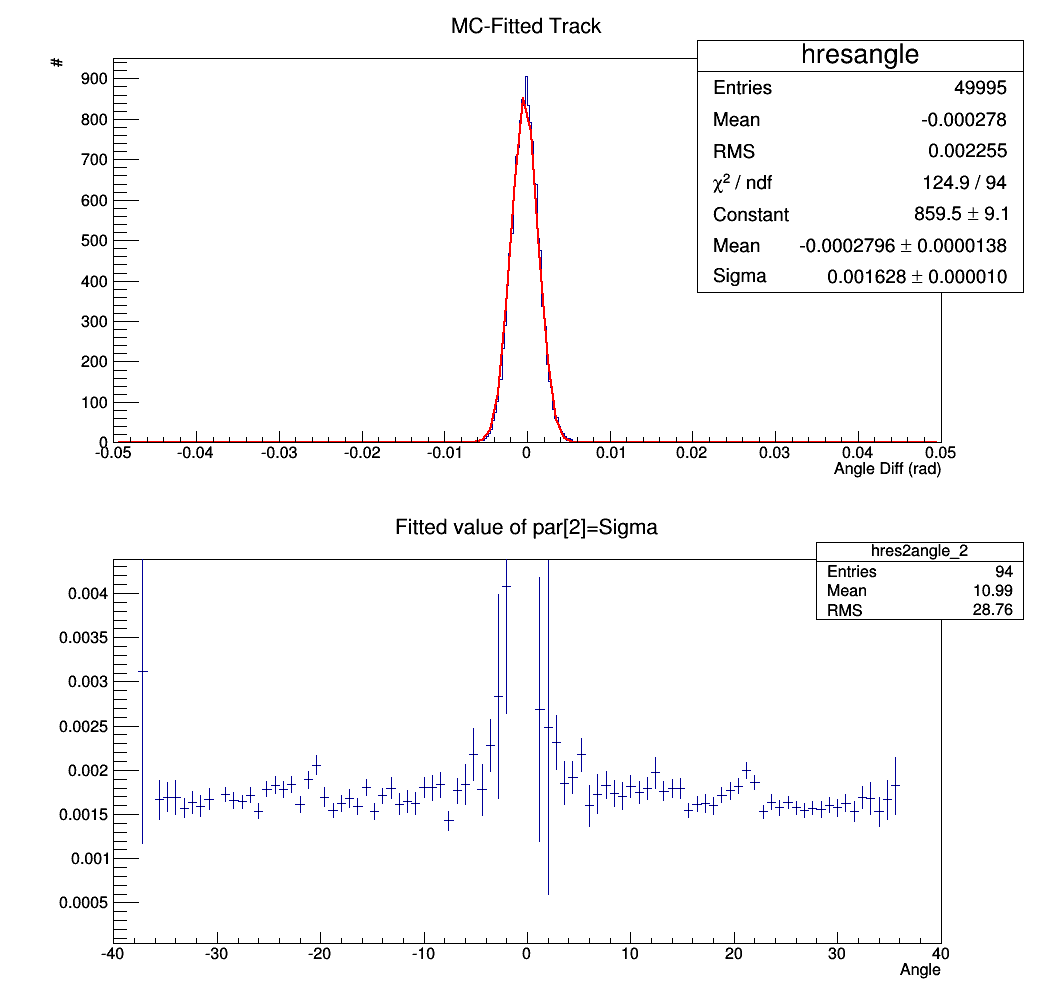 MC-Fitted Track
#
hresangle
Entries 49995
Mean -0.000278
RMS 0.002255
χ² / ndf 124.9 / 94
Constant 859.5 ± 9.1
Mean -0.0002796 ± 0.0000138
Sigma 0.001628 ± 0.000010
900
800
700
600
500
400
300
200
100
0
-0.05 -0.04 -0.03 -0.02 -0.01 0 0.01 0.02 0.03 0.04 0.05
Angle Diff (rad)
Fitted value of par[2]=Sigma
hres2angle_2
Entries 94
Mean 10.99
RMS 28.76
0.004
0.0035
0.003
0.0025
0.002
0.0015
0.001
0.0005
-40 -30 -20 -10 0 10 20 30 40
Angle